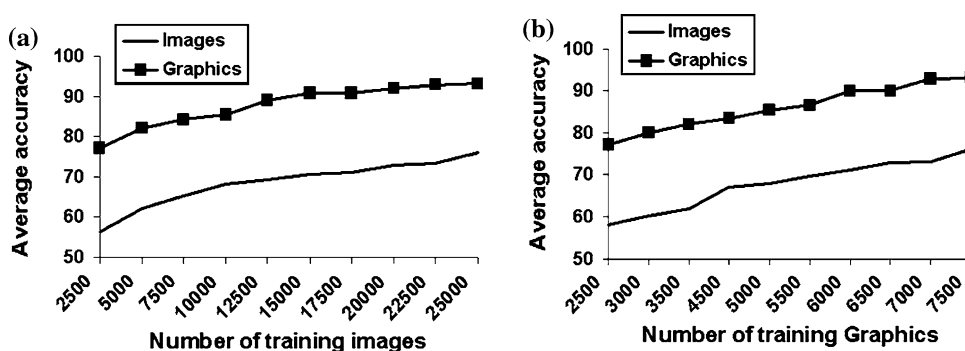 (a)
Images
Graphics
Average accuracy
100
90
80
70
60
50
2500 5000 7500 10000 12500 15000 17500 20000 22500 25000
Number of training images
(b)
Images
Graphics
Average accuracy
100
90
80
70
60
50
2500 3000 3500 4500 5000 5500 6000 6500 7000 7500
Number of training Graphics